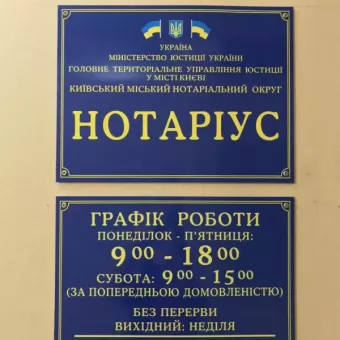 УКРАЇНА
МІНІСТЕРСТВО ЮСТИЦІЇ УКРАЇНИ
ГОЛОВНЕ ТЕРИТОРІАЛЬНЕ УПРАВЛІННЯ ЮСТИЦІЇ
У МІСТІ КИЄВІ
КИЇВСЬКИЙ МІСЬКИЙ НОТАРІАЛЬНИЙ ОКРУГ
НОТАРІУС
ГРАФІК РОБОТИ
ПОНЕДІЛОК - П'ЯТНИЦЯ:
9 00 - 18 00
СУБОТА: 9 00 - 15 00
(ЗА ПОПЕРЕДНЬОЮ ДОМОВЛЕНІСТЮ)
БЕЗ ПЕРЕРВИ
ВИХІДНИЙ: НЕДІЛЯ